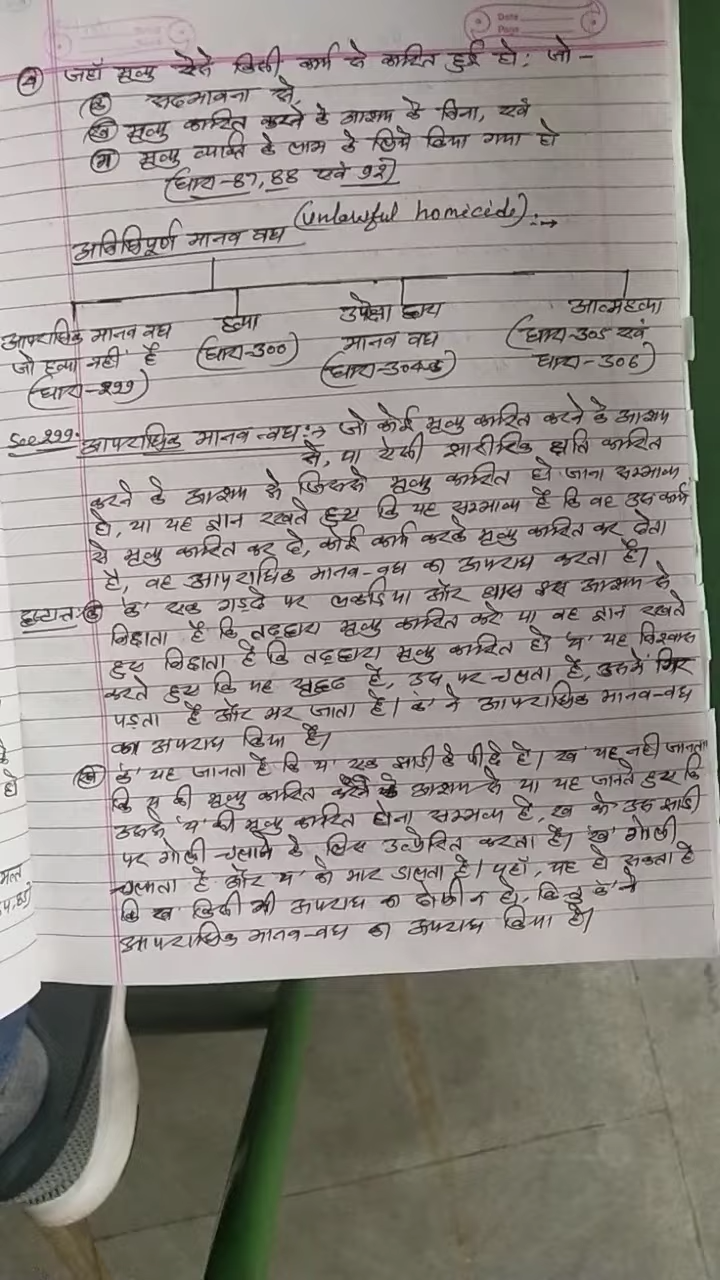 Date
Page
④ जहाँ मृत्यु ऐसे किसी कार्य से कारित हुई हो; जो -
(क) सद्भावना से,
(ख) मृत्यु कारित करने के आशय के बिना, एवं
(ग) मृत्यु व्यक्ति के लाभ के लिये किया गया हो
(धारा-87, 88 एवं 92)
अविधिपूर्ण मानव वध (unlawful homicide) :→
आपराधिक मानव वध जो हत्या नहीं है (धारा-299)
हत्या (धारा-300)
उपेक्षा द्वारा मानव वध (धारा-304क)
आत्महत्या (धारा-305 एवं धारा-306)
Sec 299: आपराधिक मानव-वध :→ जो कोई मृत्यु कारित करने के आशय
से, या ऐसी शारीरिक क्षति कारित
करने के आशय से जिससे मृत्यु कारित हो जाना सम्भाव्य
हो, या यह ज्ञान रखते हुए कि यह सम्भाव्य है कि वह उस कार्य
से मृत्यु कारित कर दे, कोई कार्य करके मृत्यु कारित कर देता
है, वह आपराधिक मानव-वध का अपराध करता है।
दृष्टान्त:- (क) 'क' एक गड्ढे पर लकडिया और घास इस आशय से
बिछाता है कि तद्द्वारा मृत्यु कारित करे या वह ज्ञान रखते
हुए बिछाता है कि तद्द्वारा मृत्यु कारित हो 'य' यह विश्वास
करते हुए कि यह सुदृढ है, उस पर चलता है, उसमें गिर
पड़ता है और मर जाता है। 'क' ने आपराधिक मानव-वध
का अपराध किया है।
(ख) 'क' यह जानता है कि 'य' एक झाडी के पीछे है। 'ख' यह नही जानता
कि य की मृत्यु कारित करने के आशय से या यह जानते हुए कि
उससे 'य' की मृत्यु कारित होना सम्भव्य है, ख को उस झाडी
पर गोली चलाने के लिए उत्प्रेरित करता है। 'ख' गोली
चलाता है और 'य' को मार डालता है। यहाँ, यह हो सकता है
कि ख किसी भी अपराध का दोषी न हो, किन्तु 'क' ने
आपराधिक मानव-वध का अपराध किया है।